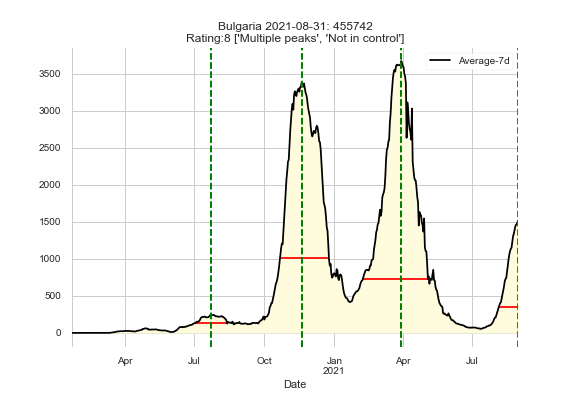 Bulgaria 2021-08-31: 455742
Rating:8 ['Multiple peaks', 'Not in control']
Average-7d
3500
3000
2500
2000
1500
1000
500
0
Apr Jul Oct Jan Apr Jul
2021
Date